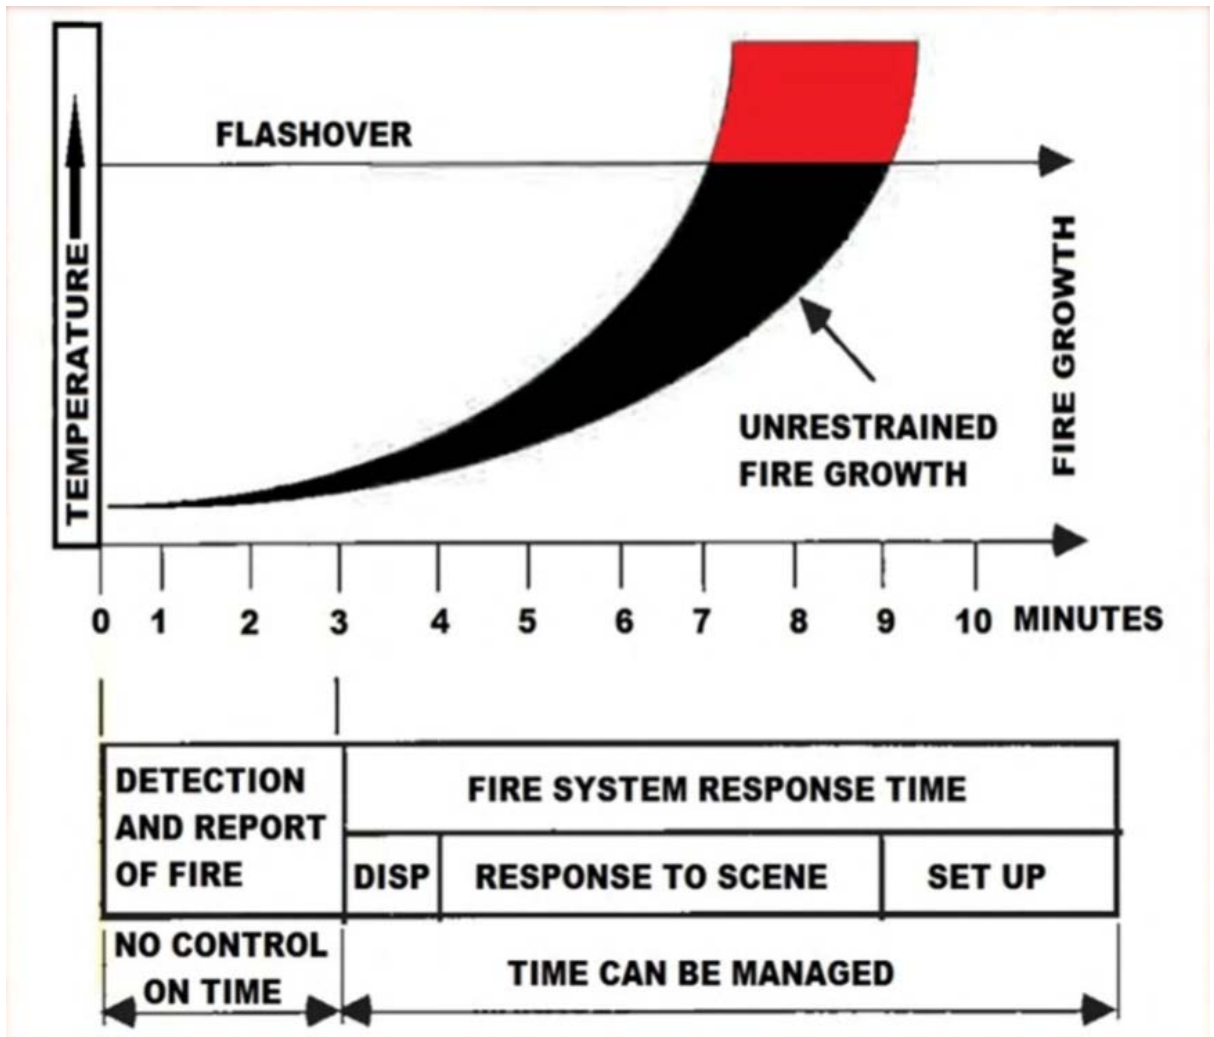 TEMPERATURE
FLASHOVER
FIRE GROWTH
UNRESTRAINED
FIRE GROWTH
0 1 2 3 4 5 6 7 8 9 10 MINUTES
DETECTION
AND REPORT
OF FIRE
FIRE SYSTEM RESPONSE TIME
DISP RESPONSE TO SCENE SET UP
NO CONTROL
ON TIME
TIME CAN BE MANAGED